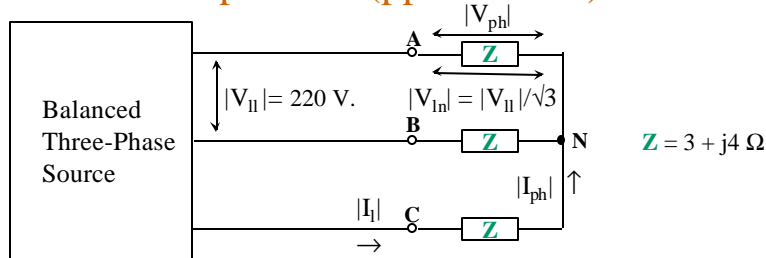 |V_ph|
A
Z
|V_ll|= 220 V.
|V_ln| = |V_ll|/√3
Balanced
Three-Phase
Source
B
Z
N
Z = 3 + j4 Ω
|I_ph| ↑
|I_l|
→
C
Z